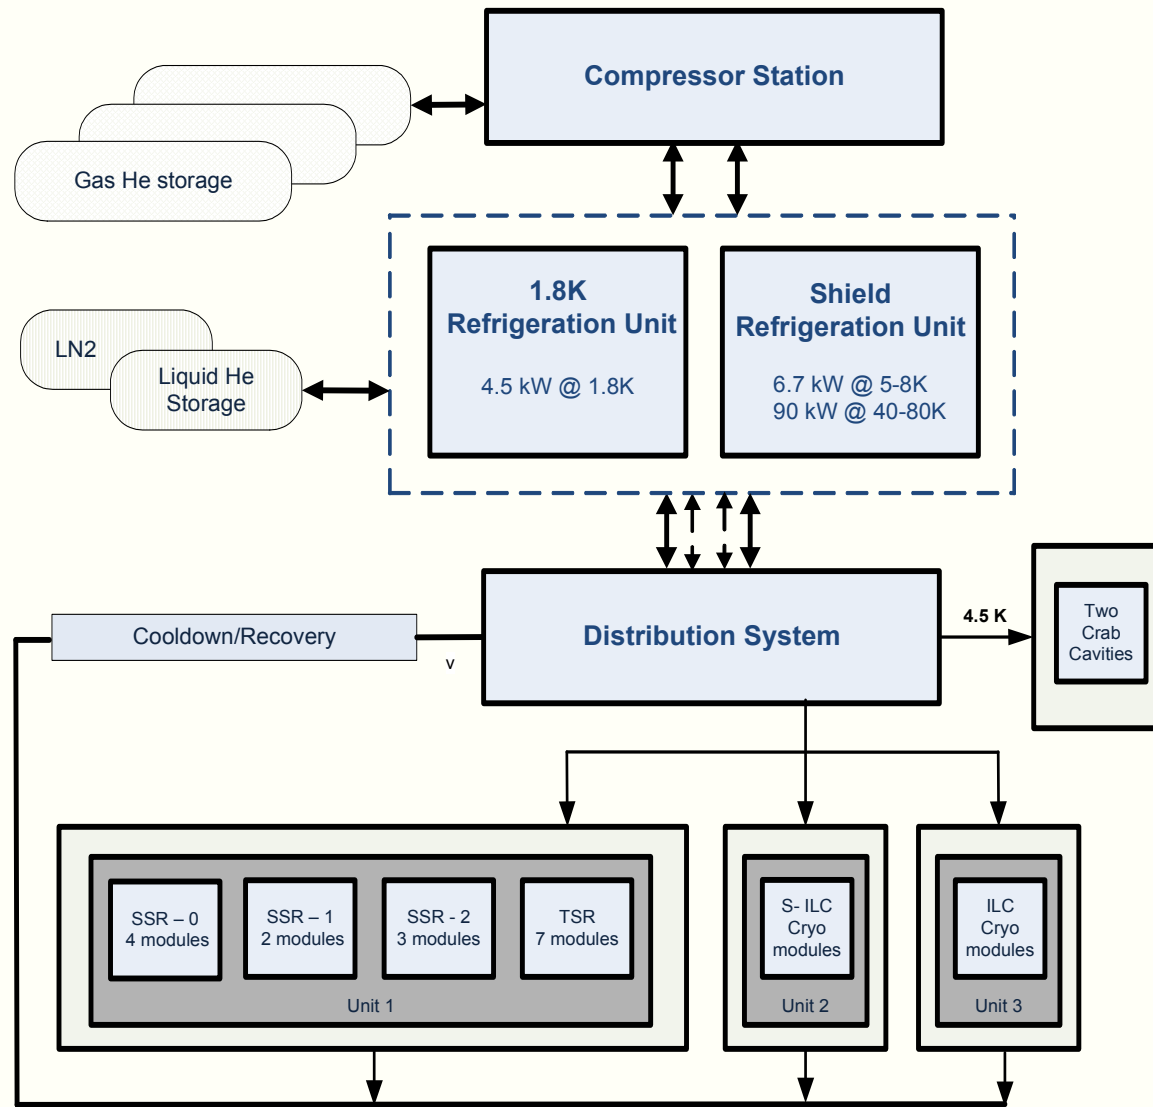 Compressor Station
Gas He storage
1.8K
Refrigeration Unit
4.5 kW @ 1.8K
Shield
Refrigeration Unit
6.7 kW @ 5-8K
90 kW @ 40-80K
LN2
Liquid He
Storage
Cooldown/Recovery
v
Distribution System
4.5 K
Two
Crab
Cavities
SSR – 0
4 modules
SSR – 1
2 modules
SSR - 2
3 modules
TSR
7 modules
Unit 1
S- ILC
Cryo
modules
Unit 2
ILC
Cryo
modules
Unit 3